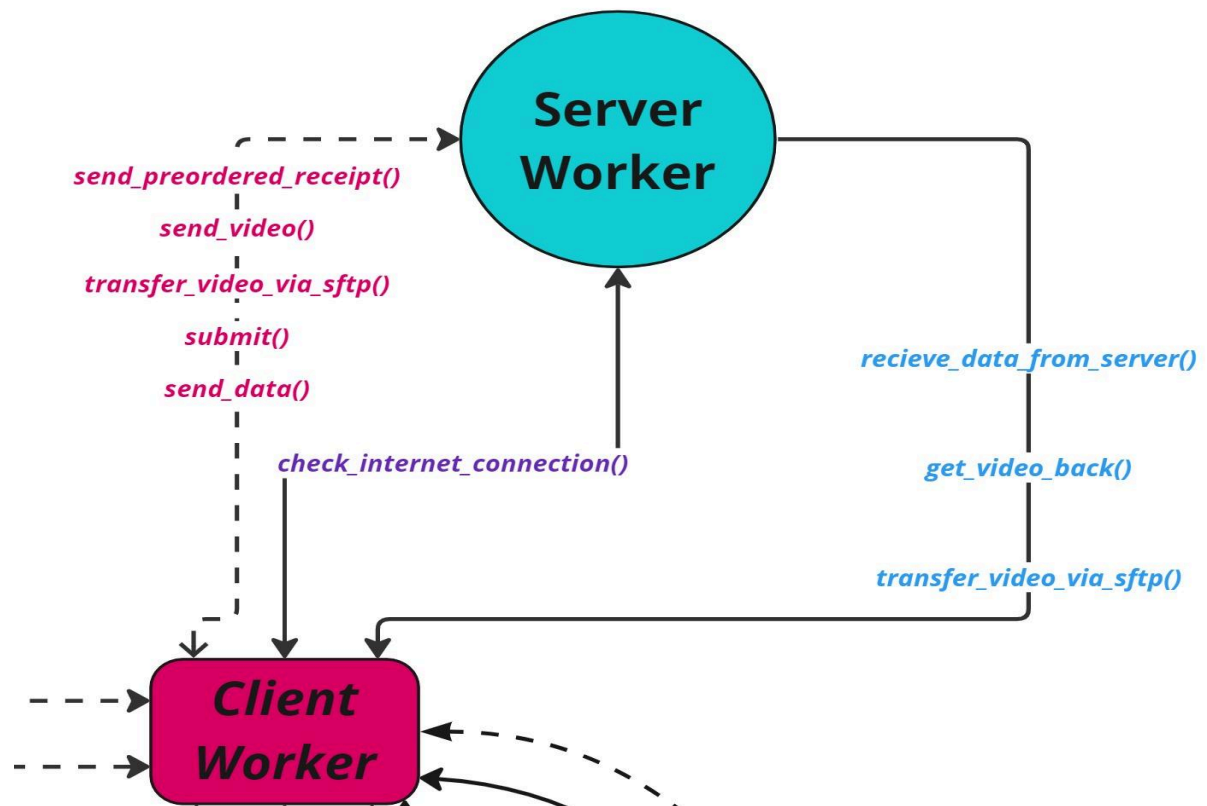 Server
Worker
send_preordered_receipt()
send_video()
transfer_video_via_sftp()
submit()
send_data()
check_internet_connection()
recieve_data_from_server()
get_video_back()
transfer_video_via_sftp()
Client
Worker